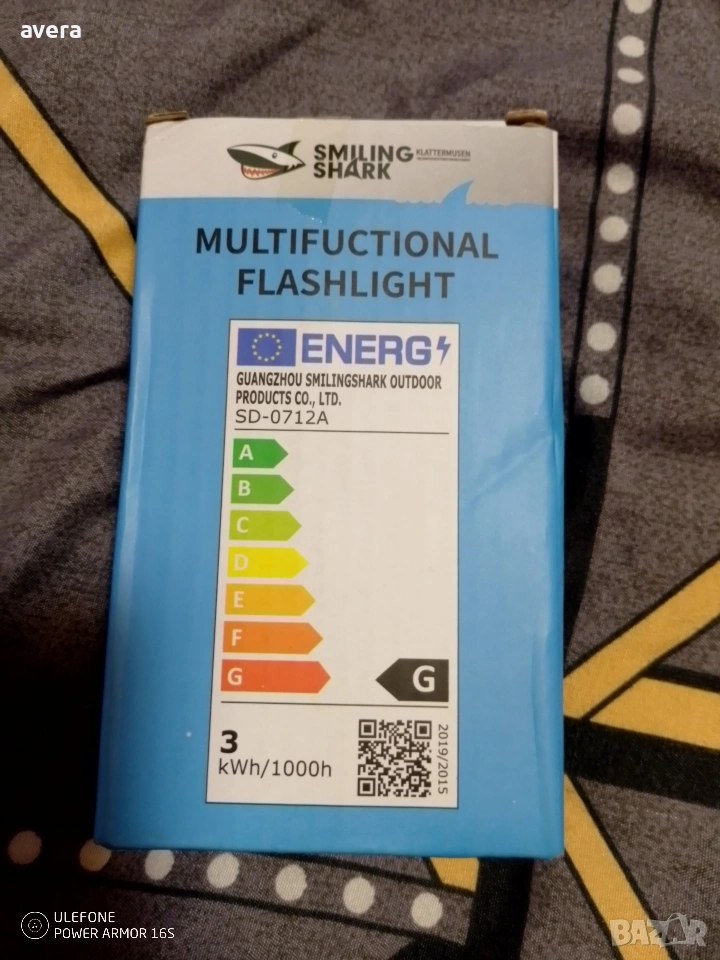 avera
SMILING
SHARK
KLATTERMUSEN
MULTIFUCTIONAL
FLASHLIGHT
ENERG
GUANGZHOU SMILINGSHARK OUTDOOR
PRODUCTS CO., LTD.
SD-0712A
A
B
C
D
E
F
G
G
3
kWh/1000h
2019/2015
ULEFONE
POWER ARMOR 16S
BAZAR